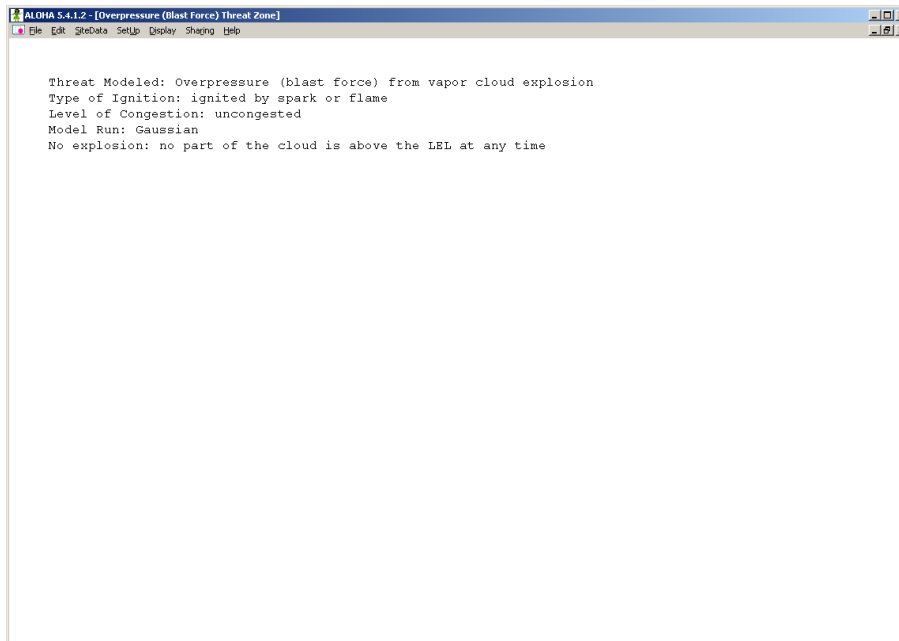 ALOHA 5.4.1.2 - [Overpressure (Blast Force) Threat Zone]
File Edit SiteData SetUp Display Sharing Help
Threat Modeled: Overpressure (blast force) from vapor cloud explosion
Type of Ignition: ignited by spark or flame
Level of Congestion: uncongested
Model Run: Gaussian
No explosion: no part of the cloud is above the LEL at any time